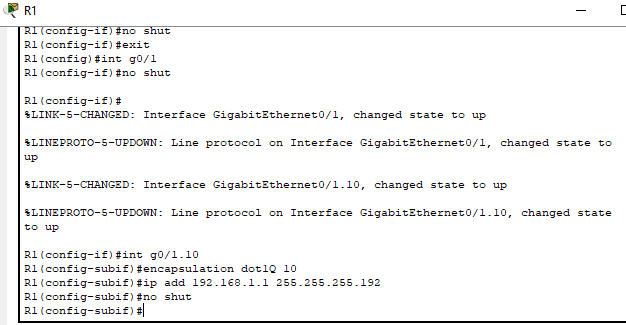 R1
R1(config-if)#no shut
R1(config-if)#exit
R1(config)#int g0/1
R1(config-if)#no shut
R1(config-if)#
%LINK-5-CHANGED: Interface GigabitEthernet0/1, changed state to up
%LINEPROTO-5-UPDOWN: Line protocol on Interface GigabitEthernet0/1, changed state to
up
%LINK-5-CHANGED: Interface GigabitEthernet0/1.10, changed state to up
%LINEPROTO-5-UPDOWN: Line protocol on Interface GigabitEthernet0/1.10, changed state
to up
R1(config-if)#int g0/1.10
R1(config-subif)#encapsulation dot1Q 10
R1(config-subif)#ip add 192.168.1.1 255.255.255.192
R1(config-subif)#no shut
R1(config-subif)#